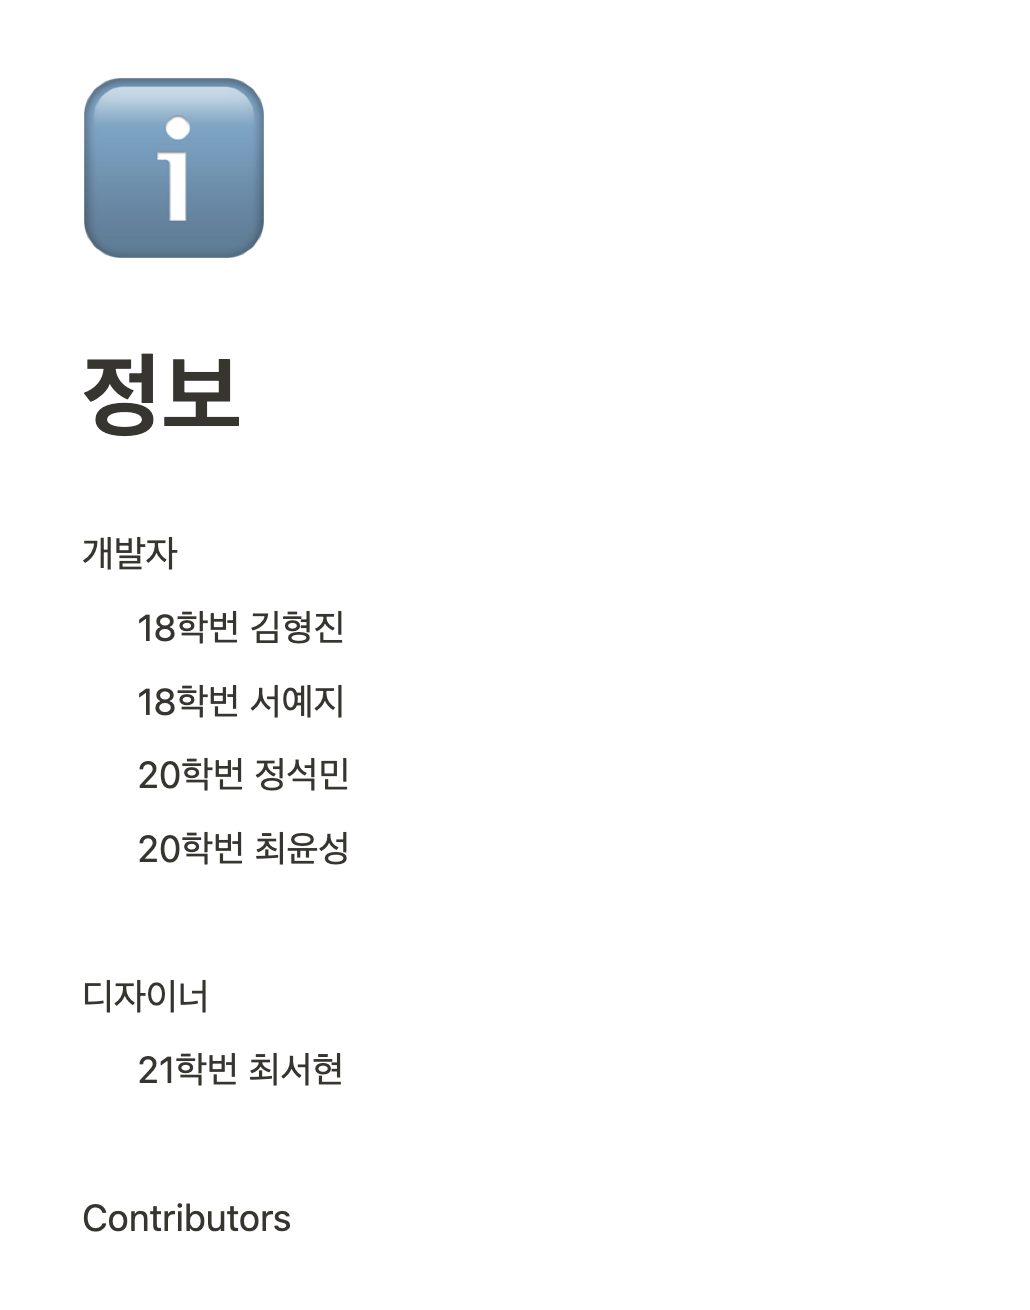 정보
개발자
18학번 김형진
18학번 서예지
20학번 정석민
20학번 최윤성
디자이너
21학번 최서현
Contributors